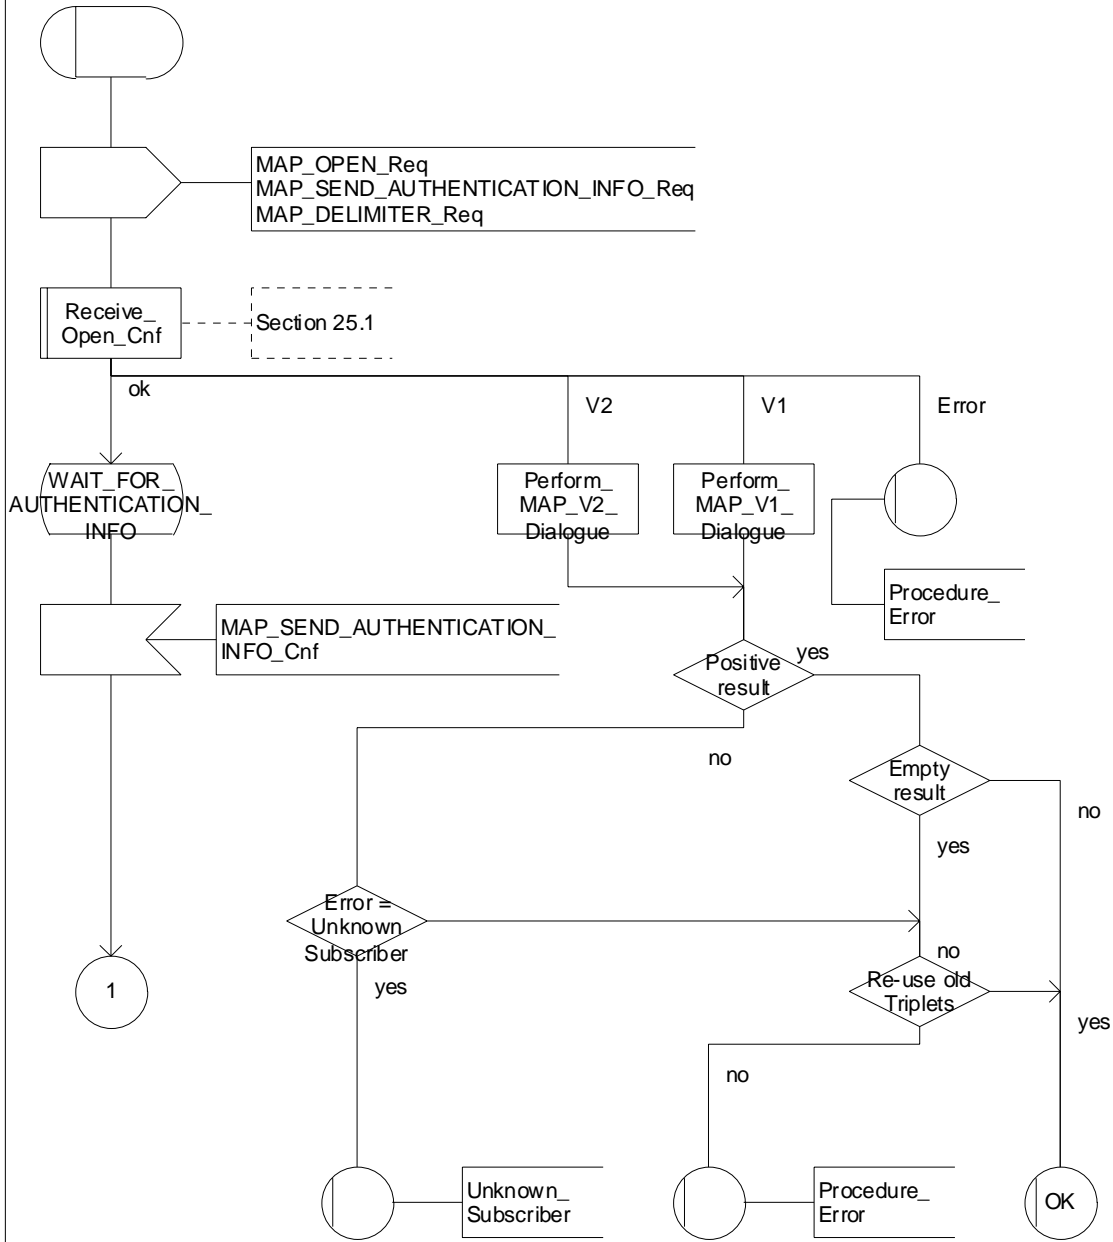 MAP_OPEN_Req
MAP_SEND_AUTHENTICATION_INFO_Req
MAP_DELIMITER_Req
Receive_
Open_Cnf
Section 25.1
ok
V2
V1
Error
WAIT_FOR_
AUTHENTICATION_
INFO
Perform_
MAP_V2_
Dialogue
Perform_
MAP_V1_
Dialogue
Procedure_
Error
MAP_SEND_AUTHENTICATION_
INFO_Cnf
Positive
result
yes
no
Empty
result
no
yes
Error =
Unknown
Subscriber
no
yes
Re-use old
Triplets
1
yes
no
Unknown_
Subscriber
Procedure_
Error
OK